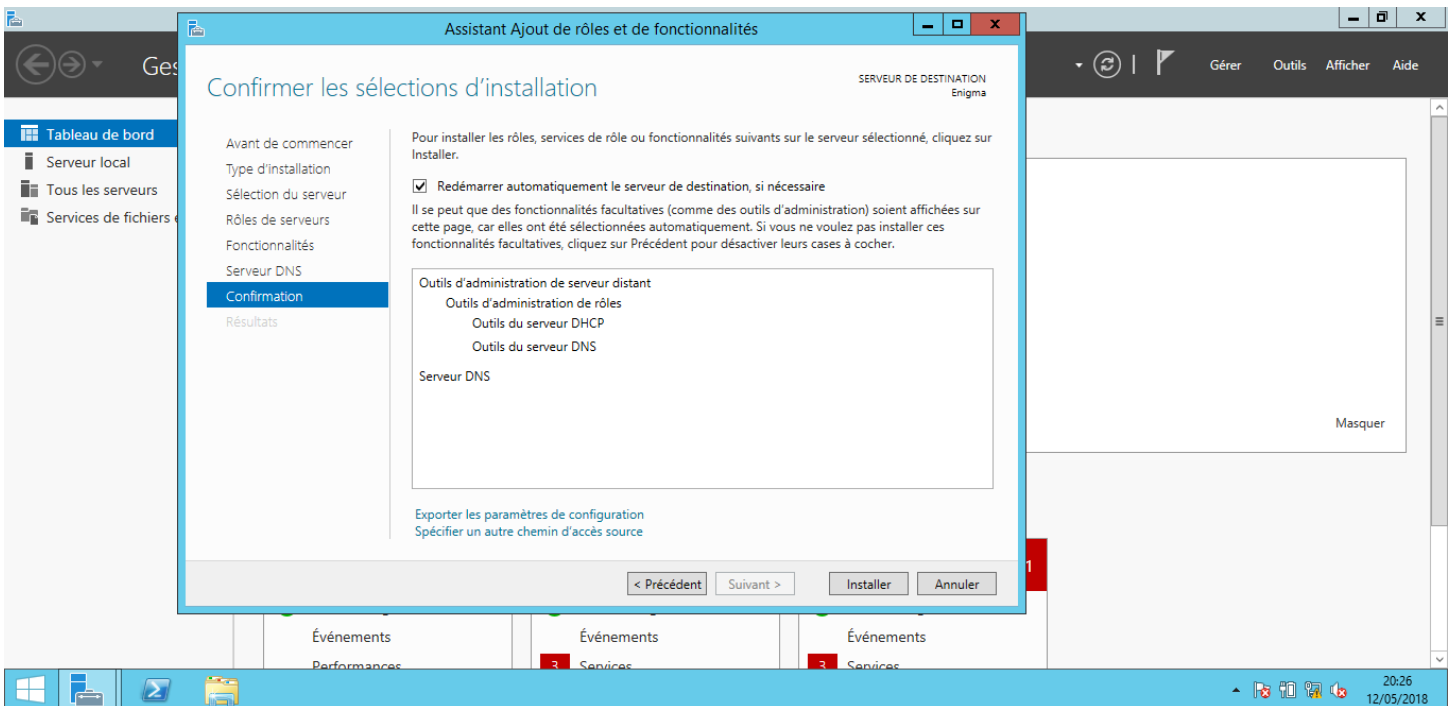 Assistant Ajout de rôles et de fonctionnalités
Gérer Outils Afficher Aide
Tableau de bord
Serveur local
Tous les serveurs
Services de fichiers
Confirmer les sélections d'installation
SERVEUR DE DESTINATION
Enigma
Avant de commencer
Type d'installation
Sélection du serveur
Rôles de serveurs
Fonctionnalités
Serveur DNS
Confirmation
Résultats
Pour installer les rôles, services de rôle ou fonctionnalités suivants sur le serveur sélectionné, cliquez sur
Installer.
Redémarrer automatiquement le serveur de destination, si nécessaire
Il se peut que des fonctionnalités facultatives (comme des outils d'administration) soient affichées sur
cette page, car elles ont été sélectionnées automatiquement. Si vous ne voulez pas installer ces
fonctionnalités facultatives, cliquez sur Précédent pour désactiver leurs cases à cocher.
Outils d'administration de serveur distant
Outils d'administration de rôles
Outils du serveur DHCP
Outils du serveur DNS
Serveur DNS
Exporter les paramètres de configuration
Spécifier un autre chemin d'accès source
< Précédent Suivant > Installer Annuler
Masquer
1
Événements Événements Événements
Performances 3 Services 3 Services
20:26
12/05/2018